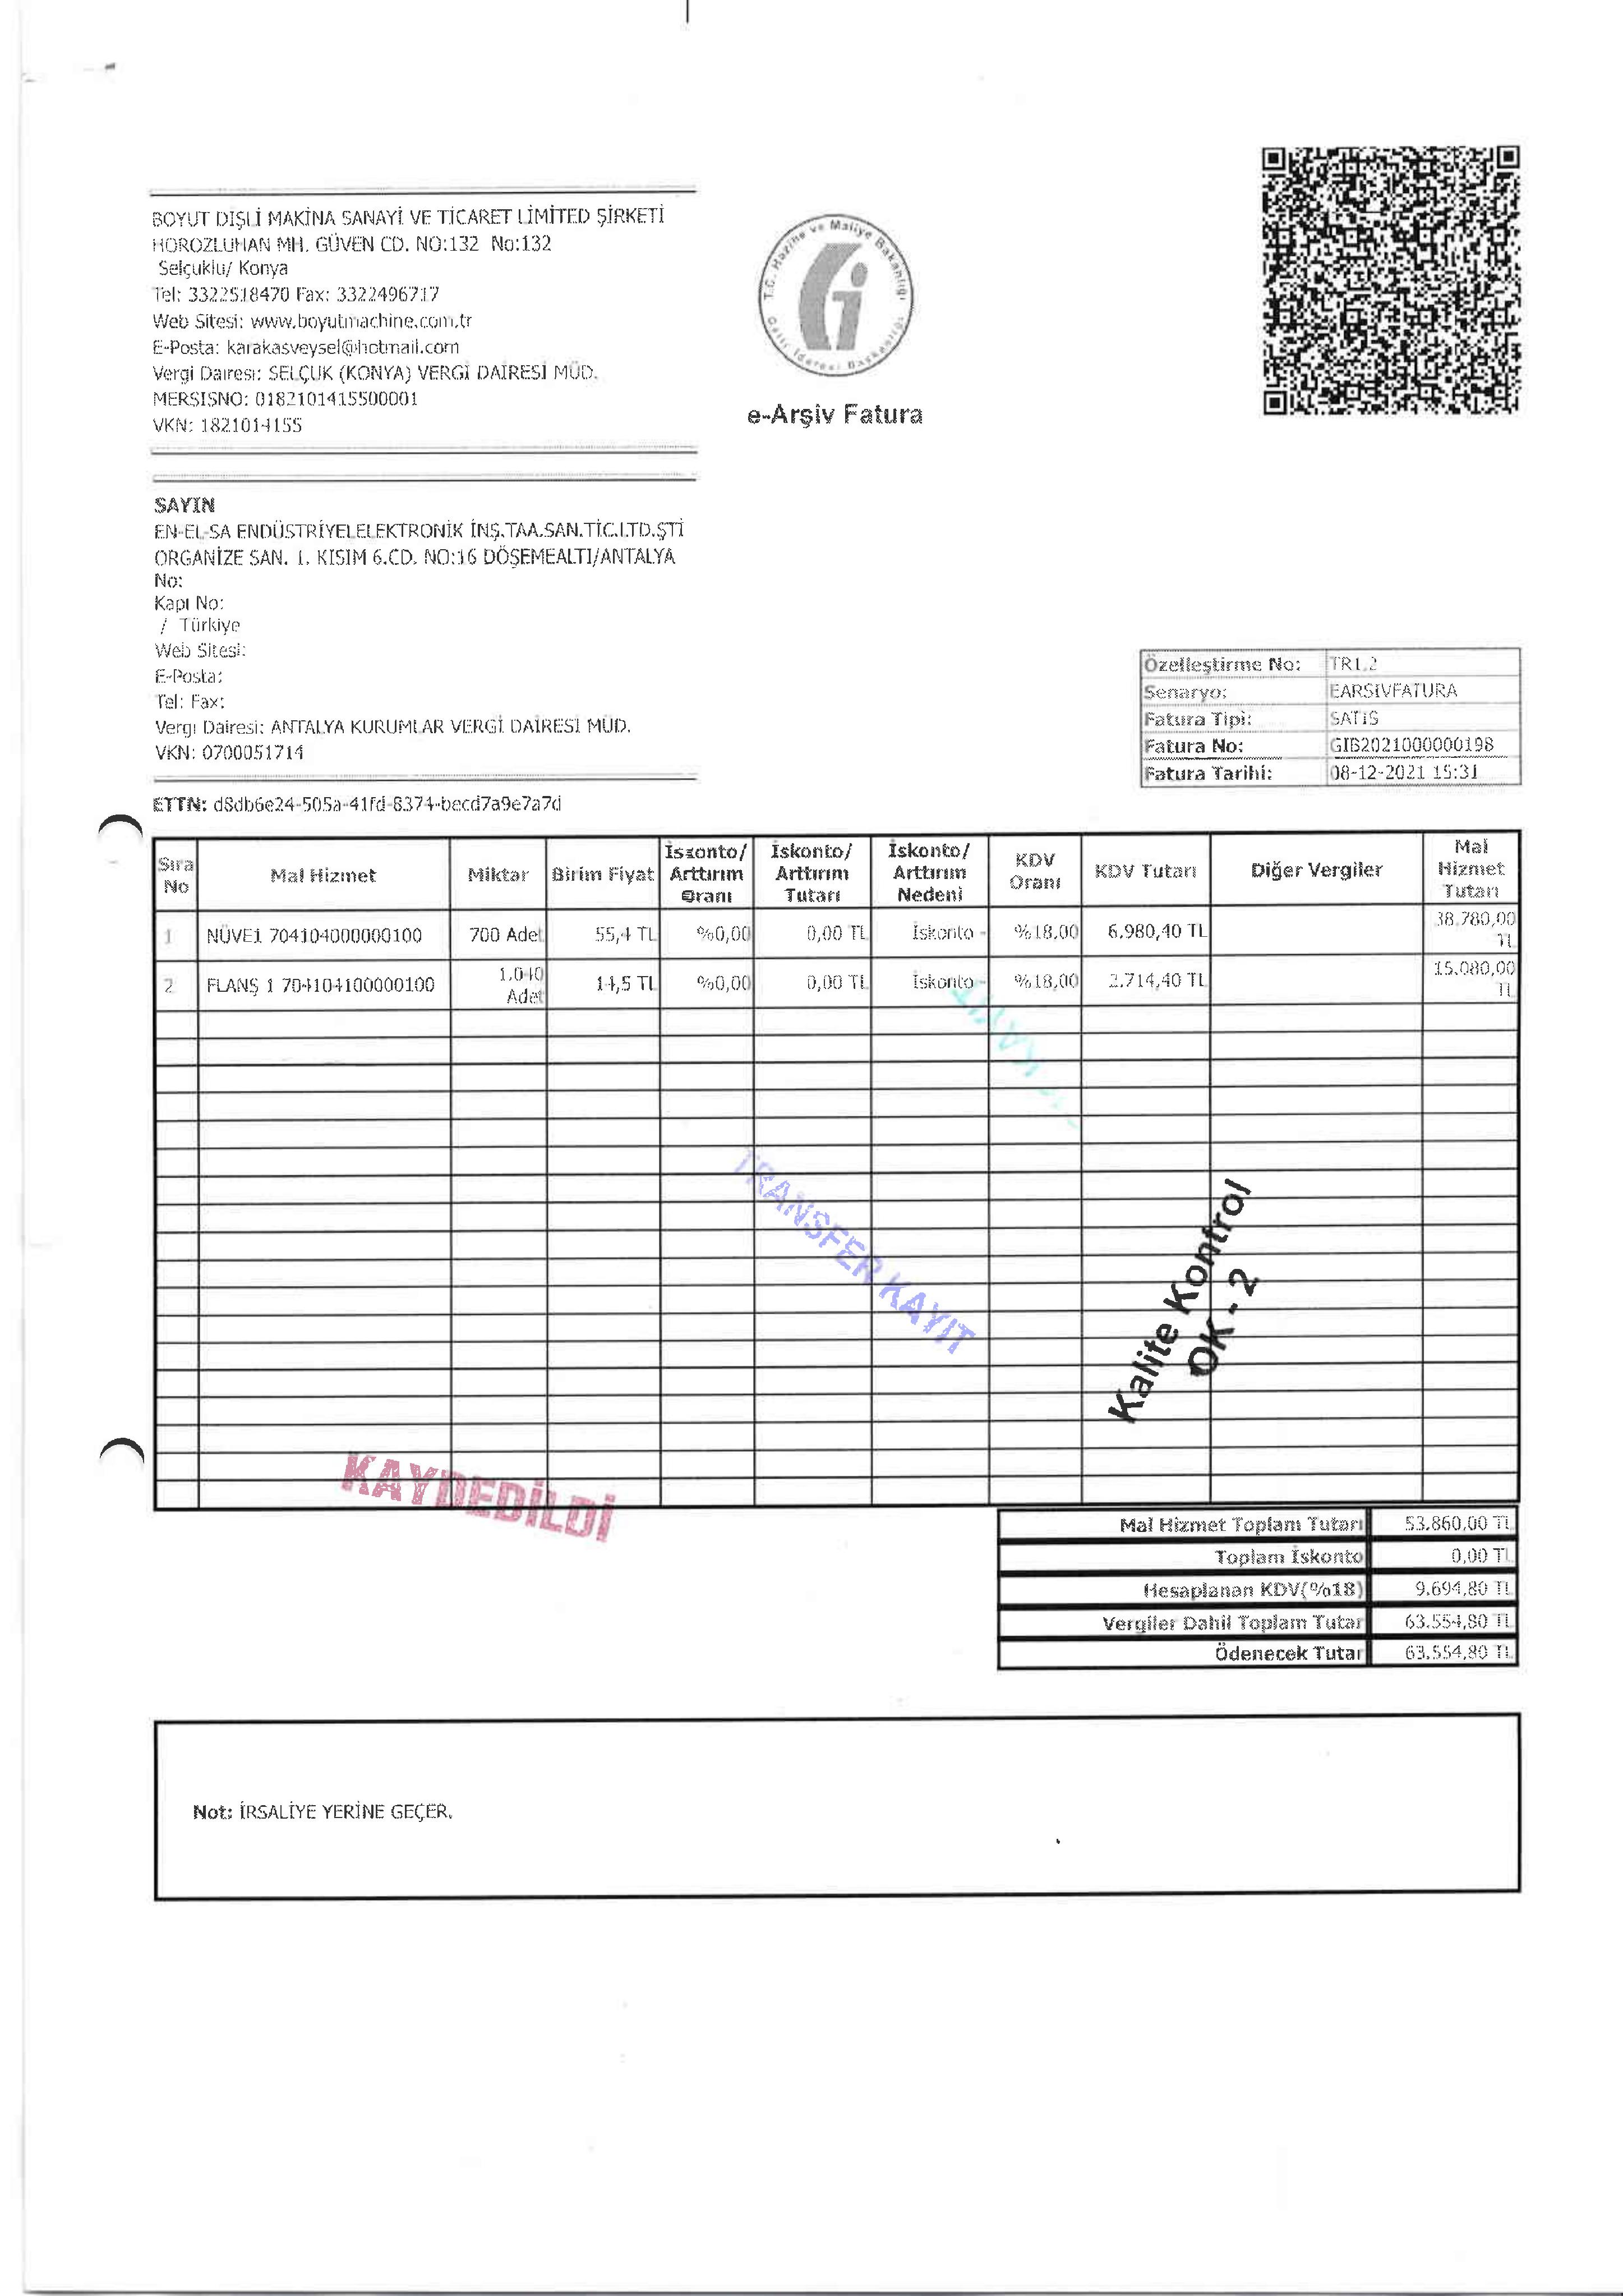 BOYUT DİŞLİ MAKİNA SANAYİ VE TİCARET LİMİTED ŞİRKETİ
HOROZLUHAN MH. GÜVEN CD. NO:132 No:132
Selçuklu/ Konya
Tel: 3322518470 Fax: 3322496717
Web Sitesi: www.boyutmachine.com.tr
E-Posta: karakasveysel@hotmail.com
Vergi Dairesi: SELÇUK (KONYA) VERGİ DAİRESİ MÜD.
MERSISNO: 0182101415500001
VKN: 1821014155
T.C. Hazine ve Maliye Bakanlığı
Gelir İdaresi Başkanlığı
e-Arşiv Fatura
SAYIN
EN-EL-SA ENDÜSTRİYELELEKTRONİK İNŞ.TAA.SAN.TİC.LTD.ŞTİ
ORGANİZE SAN. 1. KISIM 6.CD. NO:16 DÖŞEMEALTI/ANTALYA
No:
Kapı No:
/ Türkiye
Web Sitesi:
E-Posta:
Tel: Fax:
Vergi Dairesi: ANTALYA KURUMLAR VERGİ DAİRESİ MÜD.
VKN: 0700051714
Özelleştirme No: TR1.2
Senaryo: EARSIVFATURA
Fatura Tipi: SATIS
Fatura No: GIB2021000000198
Fatura Tarihi: 08-12-2021 15:31
ETTN: d8db6e24-505a-41fd-8374-becd7a9e7a7d
Sıra No Mal Hizmet Miktar Birim Fiyat İskonto/ Arttırım Oranı İskonto/ Arttırım Tutarı İskonto/ Arttırım Nedeni KDV Oranı KDV Tutarı Diğer Vergiler Mal Hizmet Tutarı
1 NÜVE1 704104000000100 700 Adet 55,4 TL %0,00 0,00 TL İskonto - %18,00 6.980,40 TL 38.780,00 TL
2 FLANŞ 1 704104100000100 1.040 Adet 14,5 TL %0,00 0,00 TL İskonto - %18,00 2.714,40 TL 15.080,00 TL
TRANSFER KAYIT
Kalite Kontrol
OK - 2
KAYDEDİLDİ
Mal Hizmet Toplam Tutarı 53.860,00 TL
Toplam İskonto 0,00 TL
Hesaplanan KDV(%18) 9.694,80 TL
Vergiler Dahil Toplam Tutar 63.554,80 TL
Ödenecek Tutar 63.554,80 TL
Not: İRSALİYE YERİNE GEÇER.